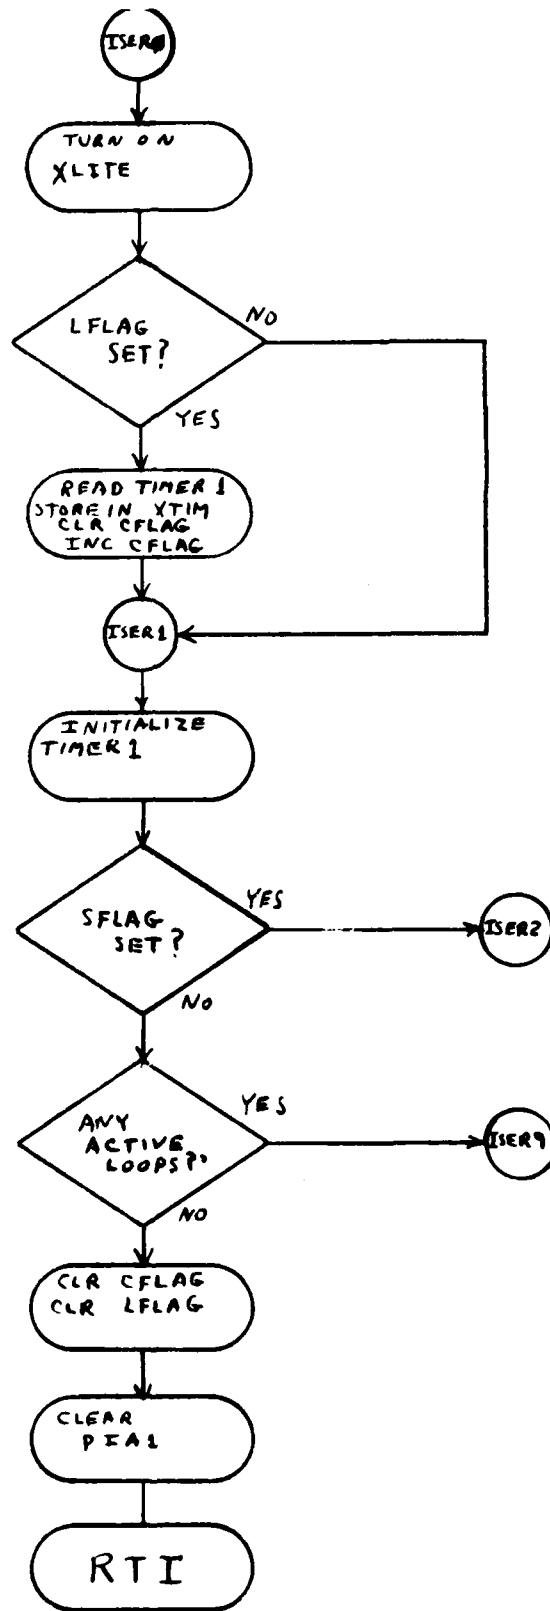 ISER0
TURN ON
XLITE
LFLAG
SET?
NO
YES
READ TIMER 1
STORE IN XTIM
CLR CFLAG
INC CFLAG
ISER1
INITIALIZE
TIMER 1
SFLAG
SET?
YES
ISER2
NO
ANY
ACTIVE
LOOPS?
YES
ISER9
NO
CLR CFLAG
CLR LFLAG
CLEAR
PIA1
RTI